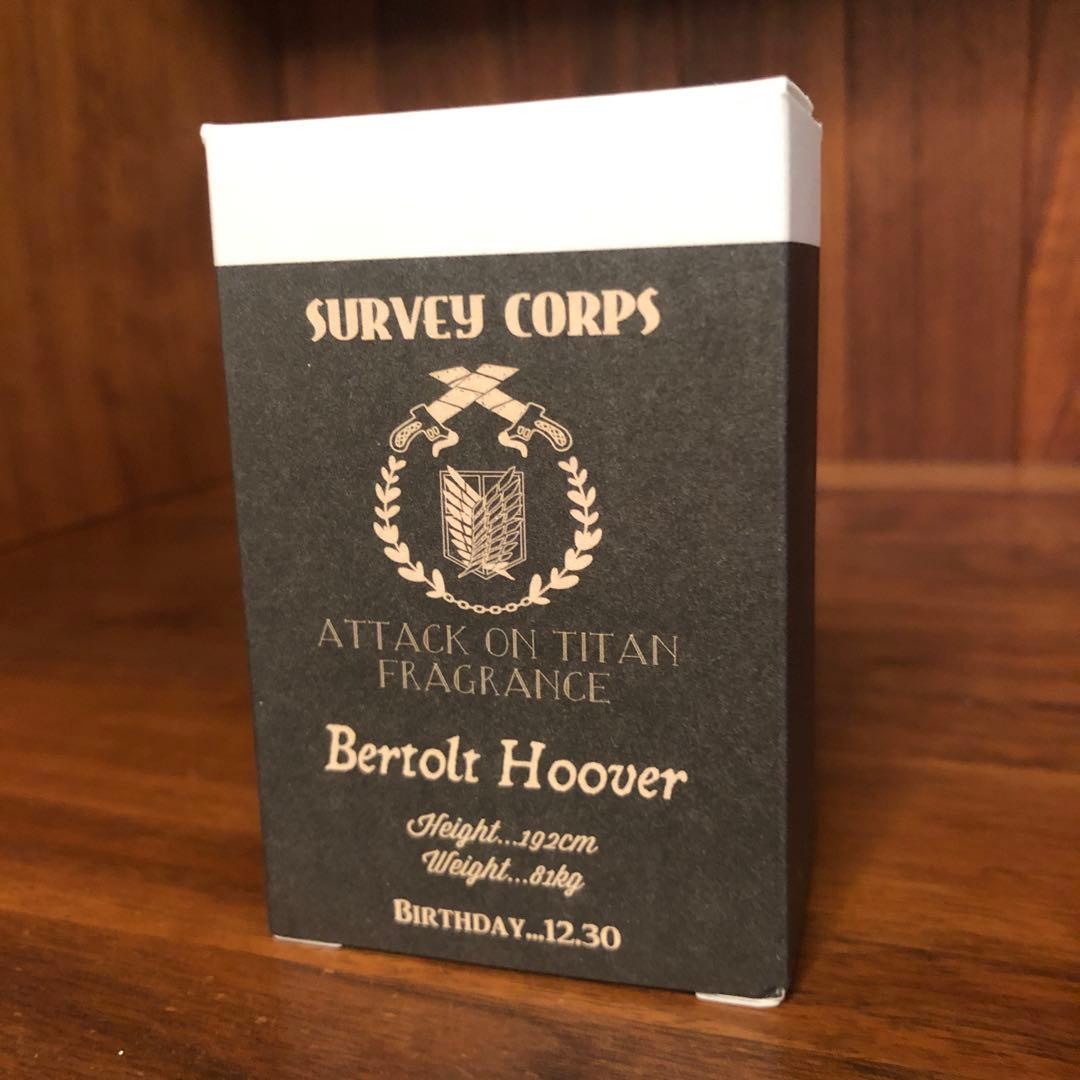 SURVEY CORPS
ATTACK ON TITAN
FRAGRANCE
Bertolt Hoover
Height...192cm
Weight...81kg
BIRTHDAY...12.30